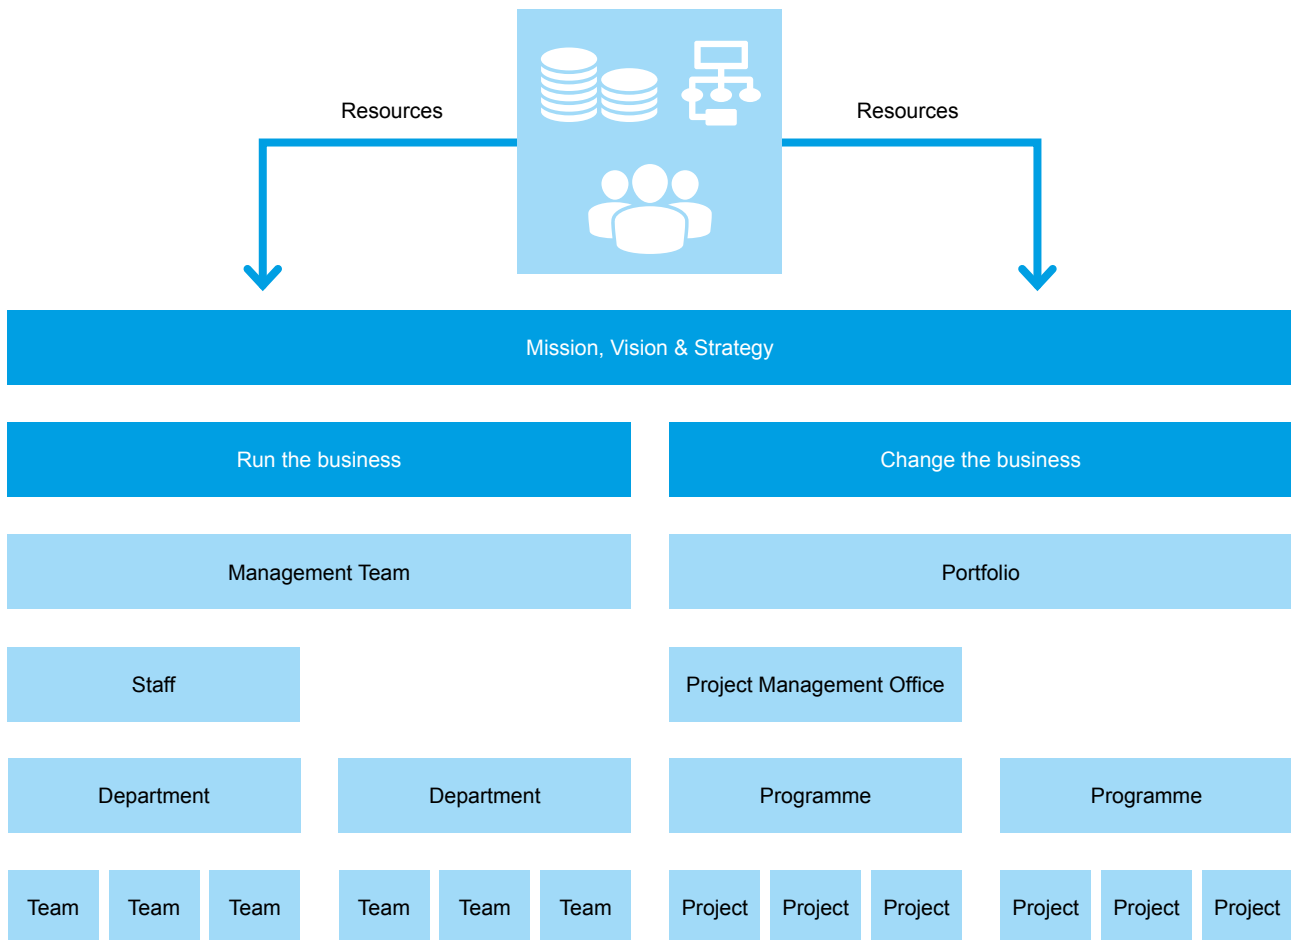 Resources
Resources
Mission, Vision & Strategy
Run the business
Change the business
Management Team
Portfolio
Staff
Project Management Office
Department
Department
Programme
Programme
Team
Team
Team
Team
Team
Team
Project
Project
Project
Project
Project
Project